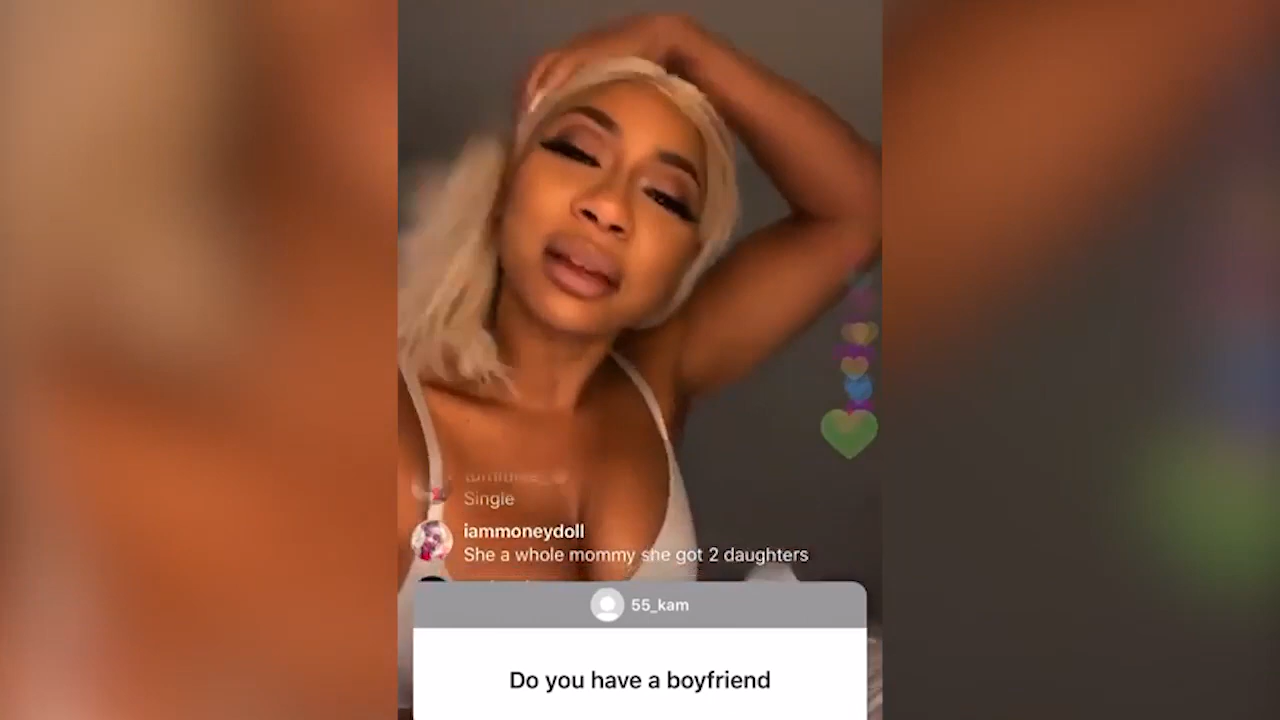 Single
iammoneydoll
She a whole mommy she got 2 daughters
55_kam
Do you have a boyfriend